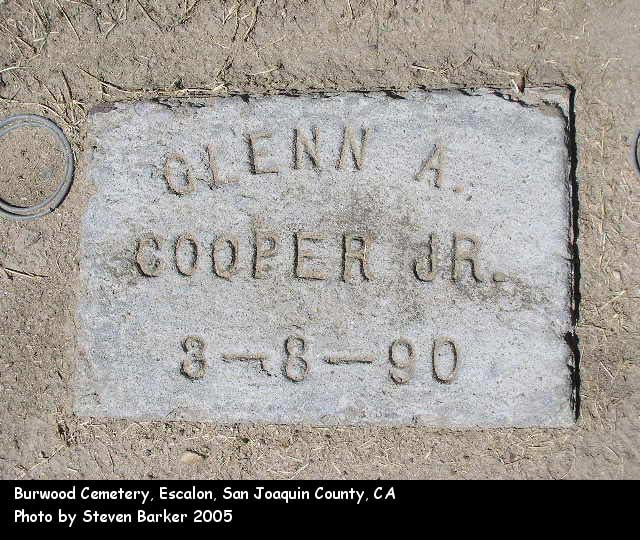 GLENN A.
COOPER JR.
3-8-90
Burwood Cemetery, Escalon, San Joaquin County, CA
Photo by Steven Barker 2005